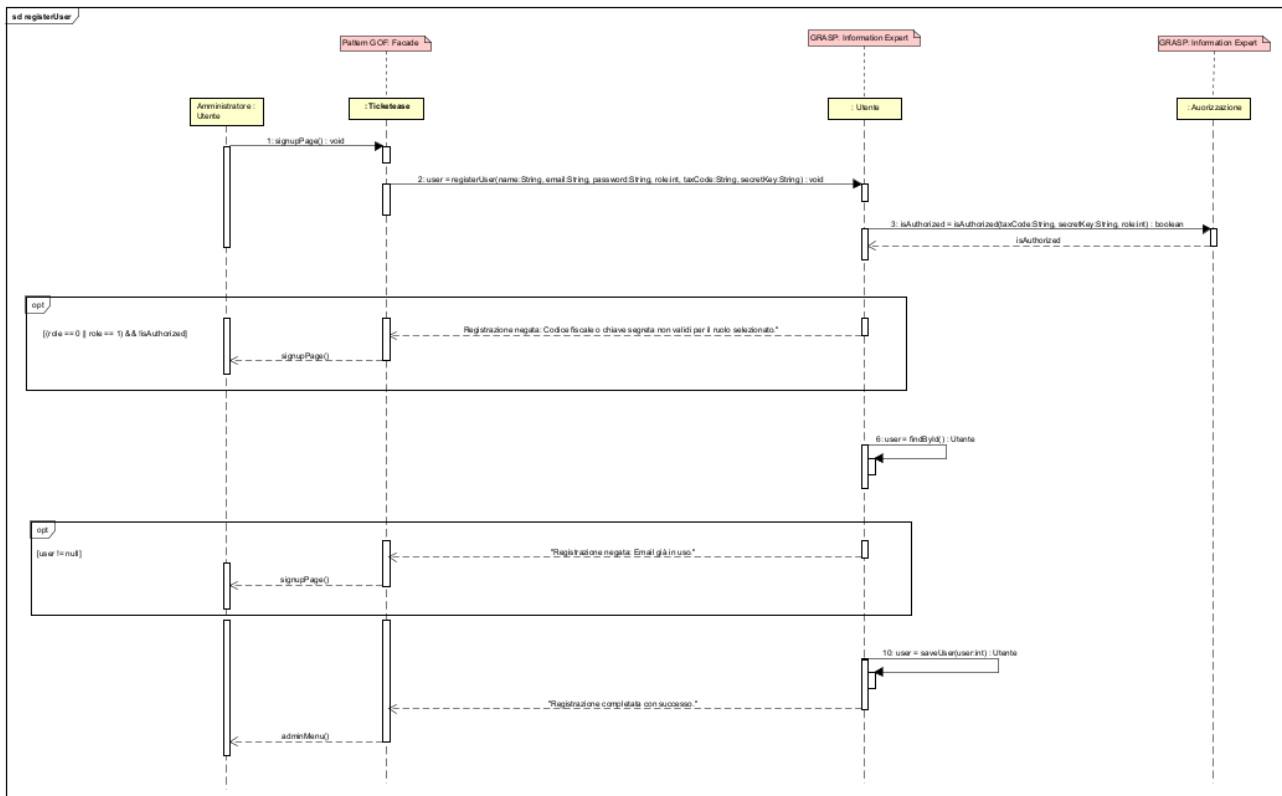 sd registerUser
Pattern GOF: Facade
GRASP: Information Expert
GRASP: Information Expert
Amministratore :
Utente
: Ticketease
: Utente
: Auorizzazione
1: signupPage() : void
2: user = registerUser(name:String, email:String, password:String, role:int, taxCode:String, secretKey:String) : void
3: isAuthorized = isAuthorized(taxCode:String, secretKey:String, role:int) : boolean
isAuthorized
opt
[(role == 0 || role == 1) && !isAuthorized]
Registrazione negata: Codice fiscale o chiave segreta non validi per il ruolo selezionato."
signupPage()
6: user = findById() : Utente
opt
[user != null]
"Registrazione negata: Email già in uso."
signupPage()
10: user = saveUser(user:int) : Utente
"Registrazione completata con successo."
adminMenu()